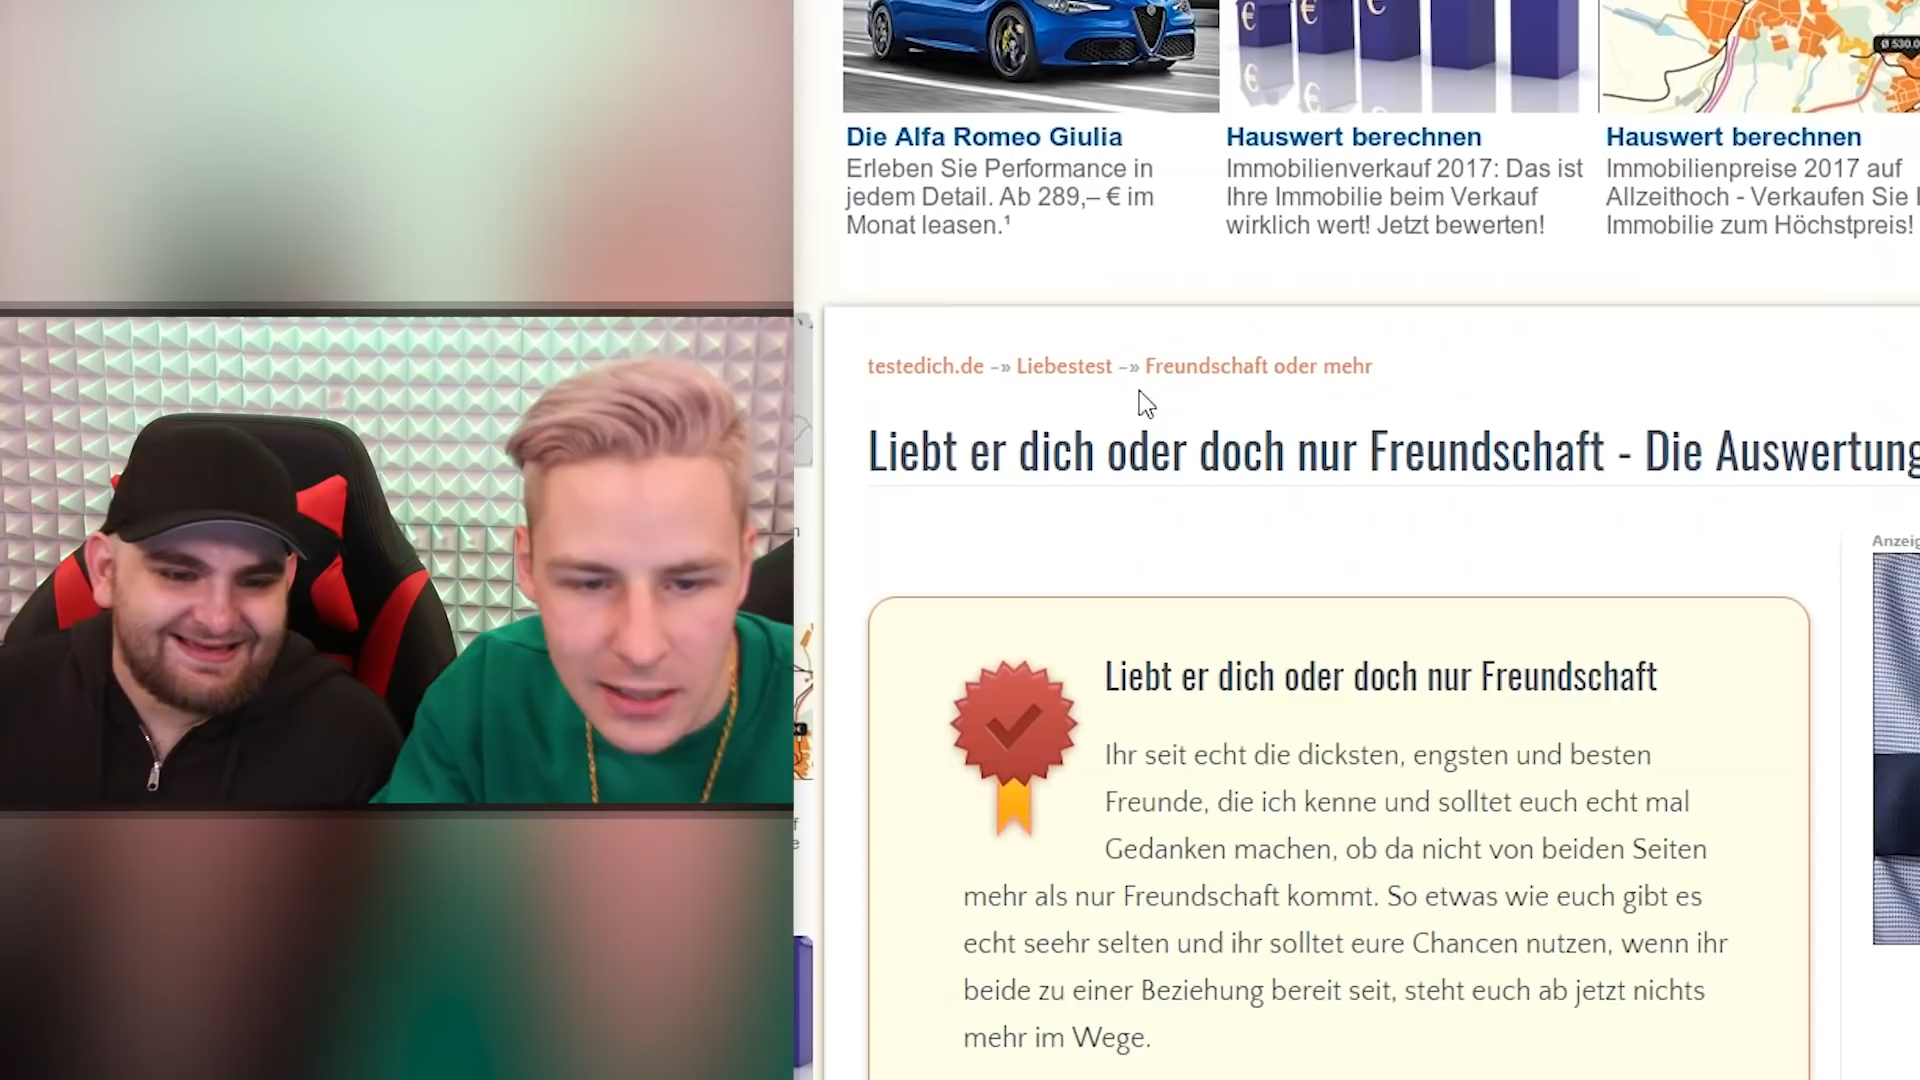 Die Alfa Romeo Giulia
Erleben Sie Performance in
jedem Detail. Ab 289,– € im
Monat leasen.¹
Hauswert berechnen
Immobilienverkauf 2017: Das ist
Ihre Immobilie beim Verkauf
wirklich wert! Jetzt bewerten!
Hauswert berechnen
Immobilienpreise 2017 auf
Allzeithoch - Verkaufen Sie
Immobilie zum Höchstpreis!
testedich.de -» Liebestest -» Freundschaft oder mehr
Liebt er dich oder doch nur Freundschaft - Die Auswertung
Liebt er dich oder doch nur Freundschaft
Ihr seit echt die dicksten, engsten und besten
Freunde, die ich kenne und solltet euch echt mal
Gedanken machen, ob da nicht von beiden Seiten
mehr als nur Freundschaft kommt. So etwas wie euch gibt es
echt seehr selten und ihr solltet eure Chancen nutzen, wenn ihr
beide zu einer Beziehung bereit seit, steht euch ab jetzt nichts
mehr im Wege.